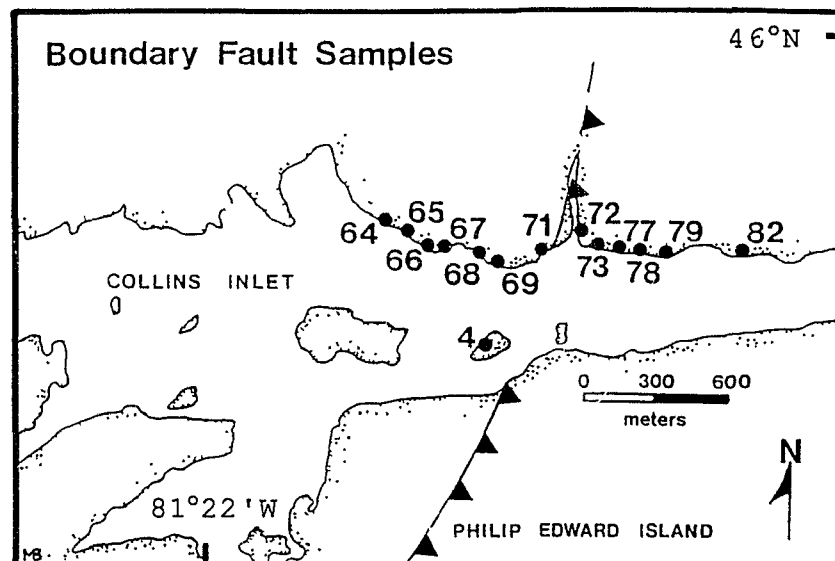 Boundary Fault Samples
46°N
64
65
66
67
68
69
71
72
73
77
78
79
82
COLLINS INLET
4
0 300 600
meters
N
81°22'W
PHILIP EDWARD ISLAND
MB